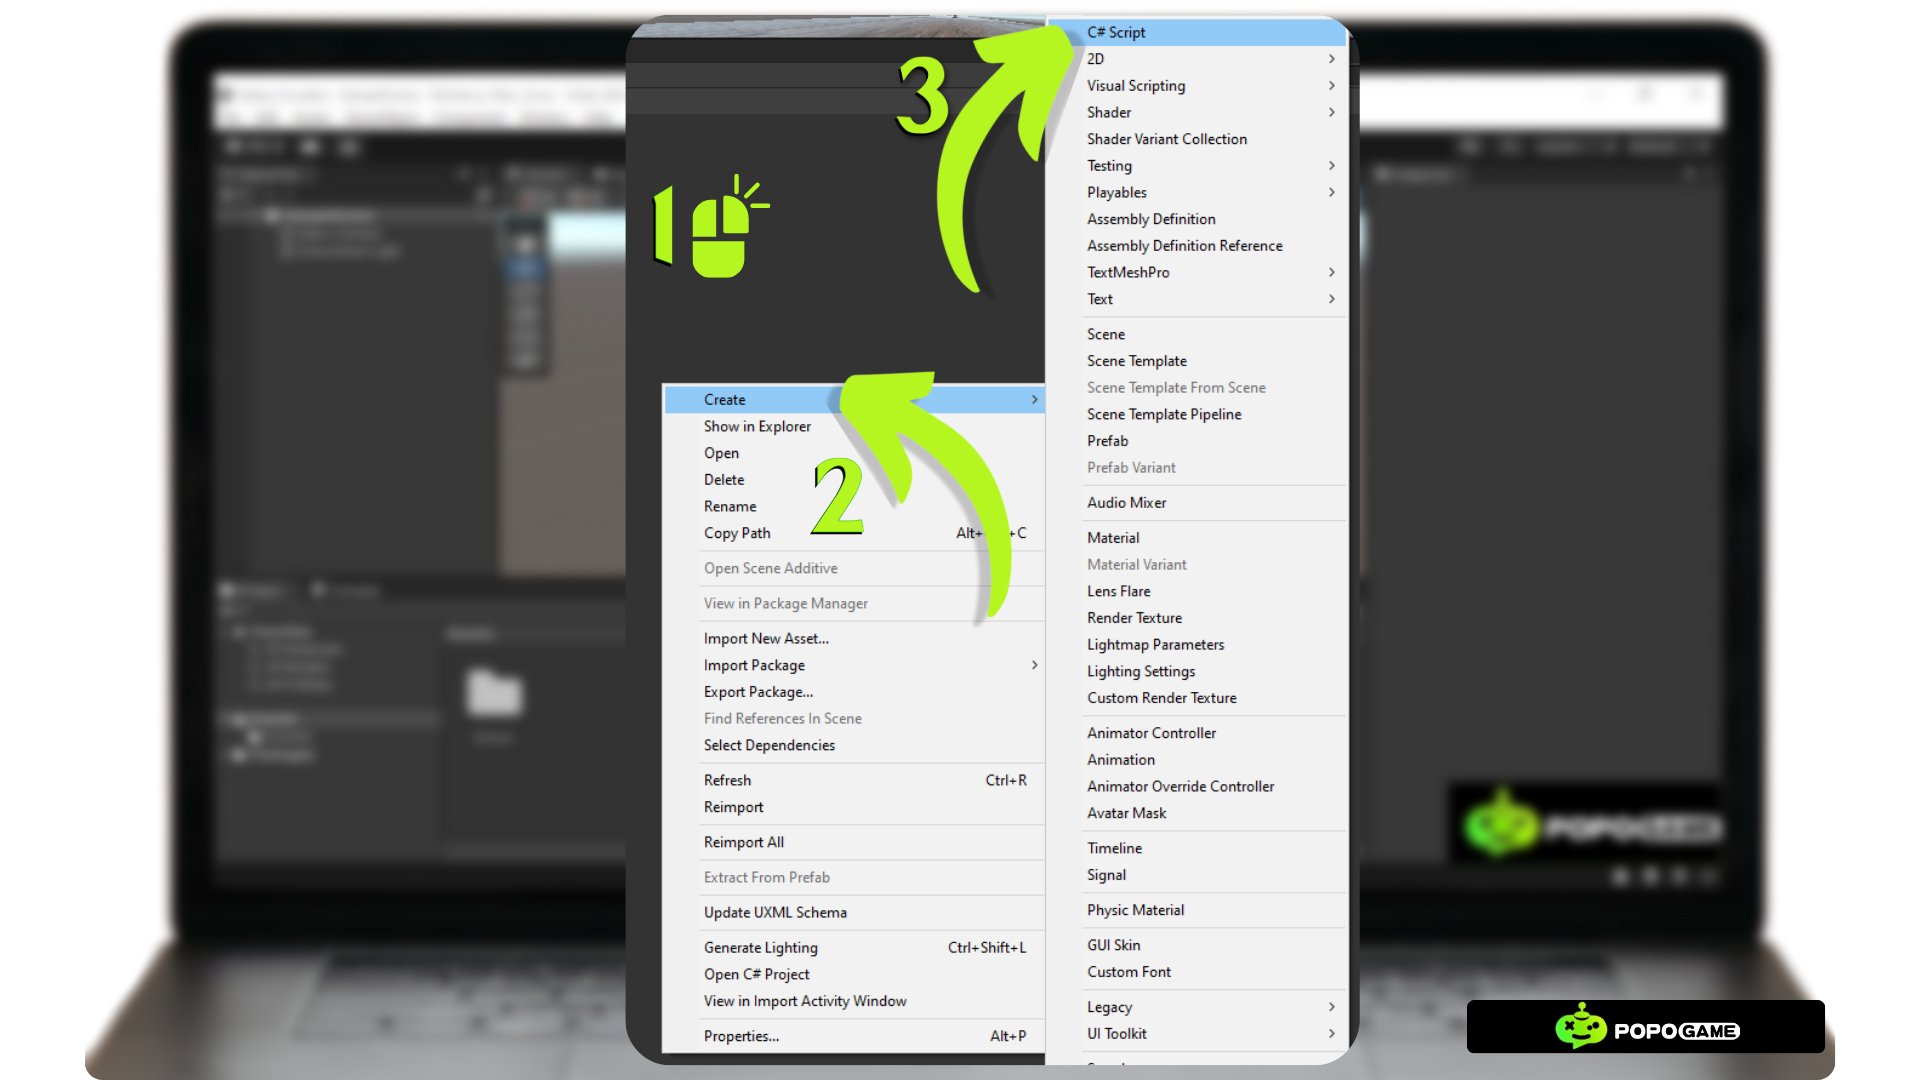 1
2
3
Create
Show in Explorer
Open
Delete
Rename
Copy Path
Alt+
+C
Open Scene Additive
View in Package Manager
Import New Asset...
Import Package
Export Package...
Find References In Scene
Select Dependencies
Refresh Ctrl+R
Reimport
Reimport All
Extract From Prefab
Update UXML Schema
Generate Lighting Ctrl+Shift+L
Open C# Project
View in Import Activity Window
Properties... Alt+P
C# Script
2D
Visual Scripting
Shader
Shader Variant Collection
Testing
Playables
Assembly Definition
Assembly Definition Reference
TextMeshPro
Text
Scene
Scene Template
Scene Template From Scene
Scene Template Pipeline
Prefab
Prefab Variant
Audio Mixer
Material
Material Variant
Lens Flare
Render Texture
Lightmap Parameters
Lighting Settings
Custom Render Texture
Animator Controller
Animation
Animator Override Controller
Avatar Mask
Timeline
Signal
Physic Material
GUI Skin
Custom Font
Legacy
UI Toolkit
POPOGAME
POPOGAME